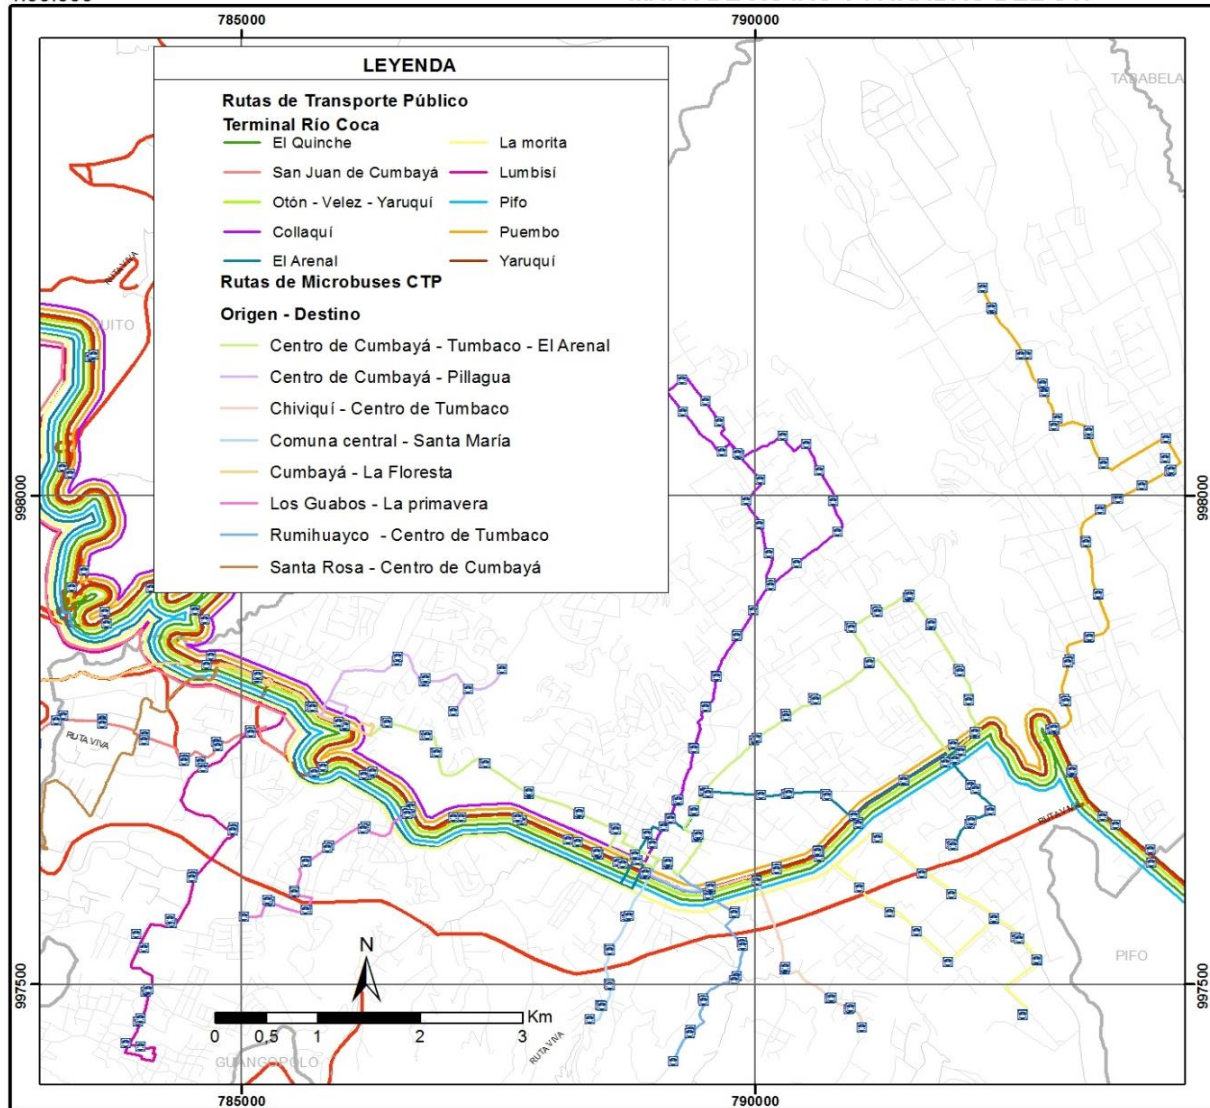 785000
790000
LEYENDA
Rutas de Transporte Público
Terminal Río Coca
El Quinche
La morita
San Juan de Cumbayá
Lumbisí
Otón - Velez - Yaruquí
Pifo
Collaquí
Puembo
El Arenal
Yaruquí
Rutas de Microbuses CTP
Origen - Destino
Centro de Cumbayá - Tumbaco - El Arenal
Centro de Cumbayá - Pillagua
Chiviquí - Centro de Tumbaco
Comuna central - Santa María
Cumbayá - La Floresta
Los Guabos - La primavera
Rumihuayco - Centro de Tumbaco
Santa Rosa - Centro de Cumbayá
TABABELA
RUTA VIVA
998000
998000
RUTA VIVA
RUTA VIVA
PIFO
N
997500
997500
Km
0 0,5 1 2 3
RUTA VIVA
GUANGOPOLO
785000
790000